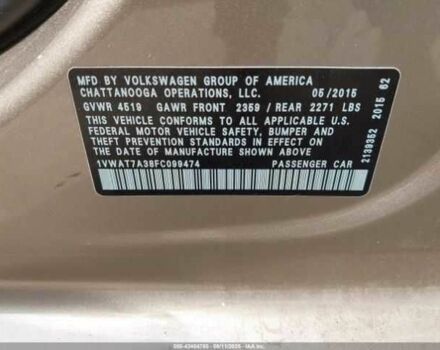 MFD. BY VOLKSWAGEN GROUP OF AMERICA
CHATTANOOGA OPERATIONS, LLC. 05/2015
GVWR 4519 GAWR FRONT 2359 / REAR 2271 LBS
THIS VEHICLE CONFORMS TO ALL APPLICABLE U.S.
FEDERAL MOTOR VEHICLE SAFETY, BUMPER AND
THEFT PREVENTION STANDARDS IN EFFECT ON THE
DATE OF MANUFACTURE SHOWN ABOVE.
1VWAT7A38FC099474 PASSENGER CAR
2139352 2015 62